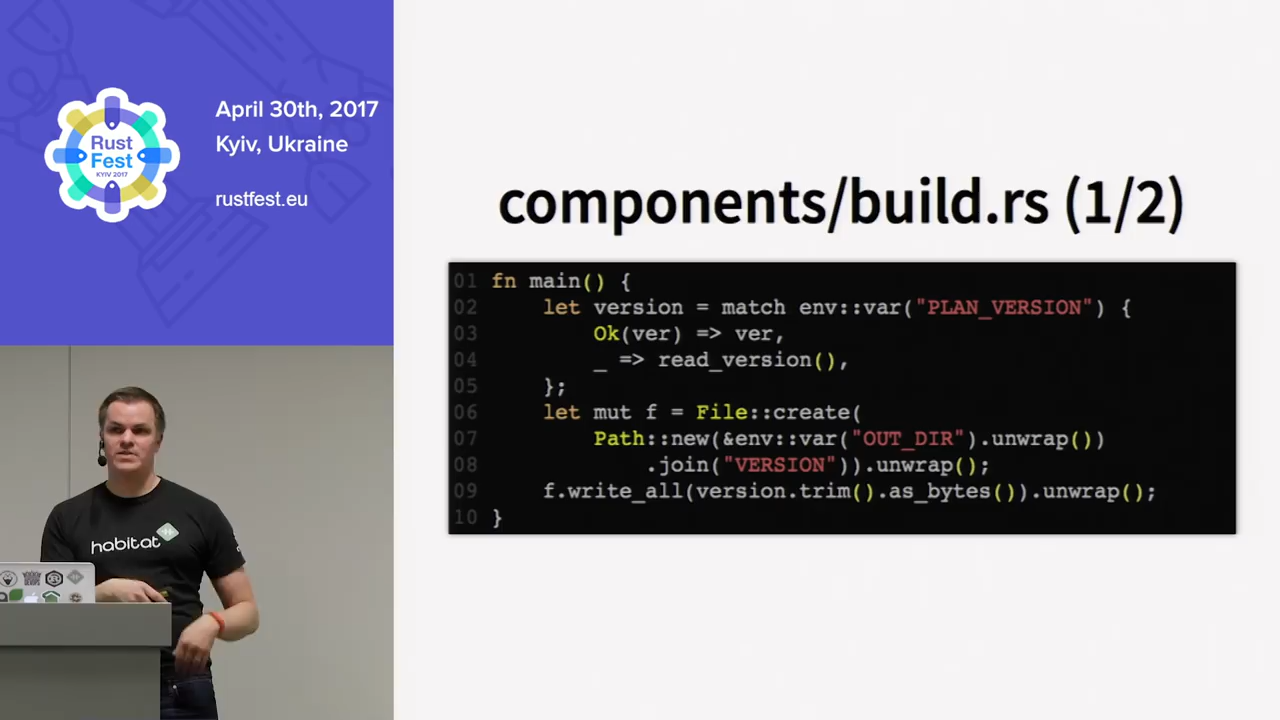 Rust
Fest
KYIV 2017
April 30th, 2017
Kyiv, Ukraine
rustfest.eu
habitat
components/build.rs (1/2)
01 fn main() {
02     let version = match env::var("PLAN_VERSION") {
03         Ok(ver) => ver,
04         _ => read_version(),
05     };
06     let mut f = File::create(
07         Path::new(&env::var("OUT_DIR").unwrap())
08             .join("VERSION")).unwrap();
09     f.write_all(version.trim().as_bytes()).unwrap();
10 }